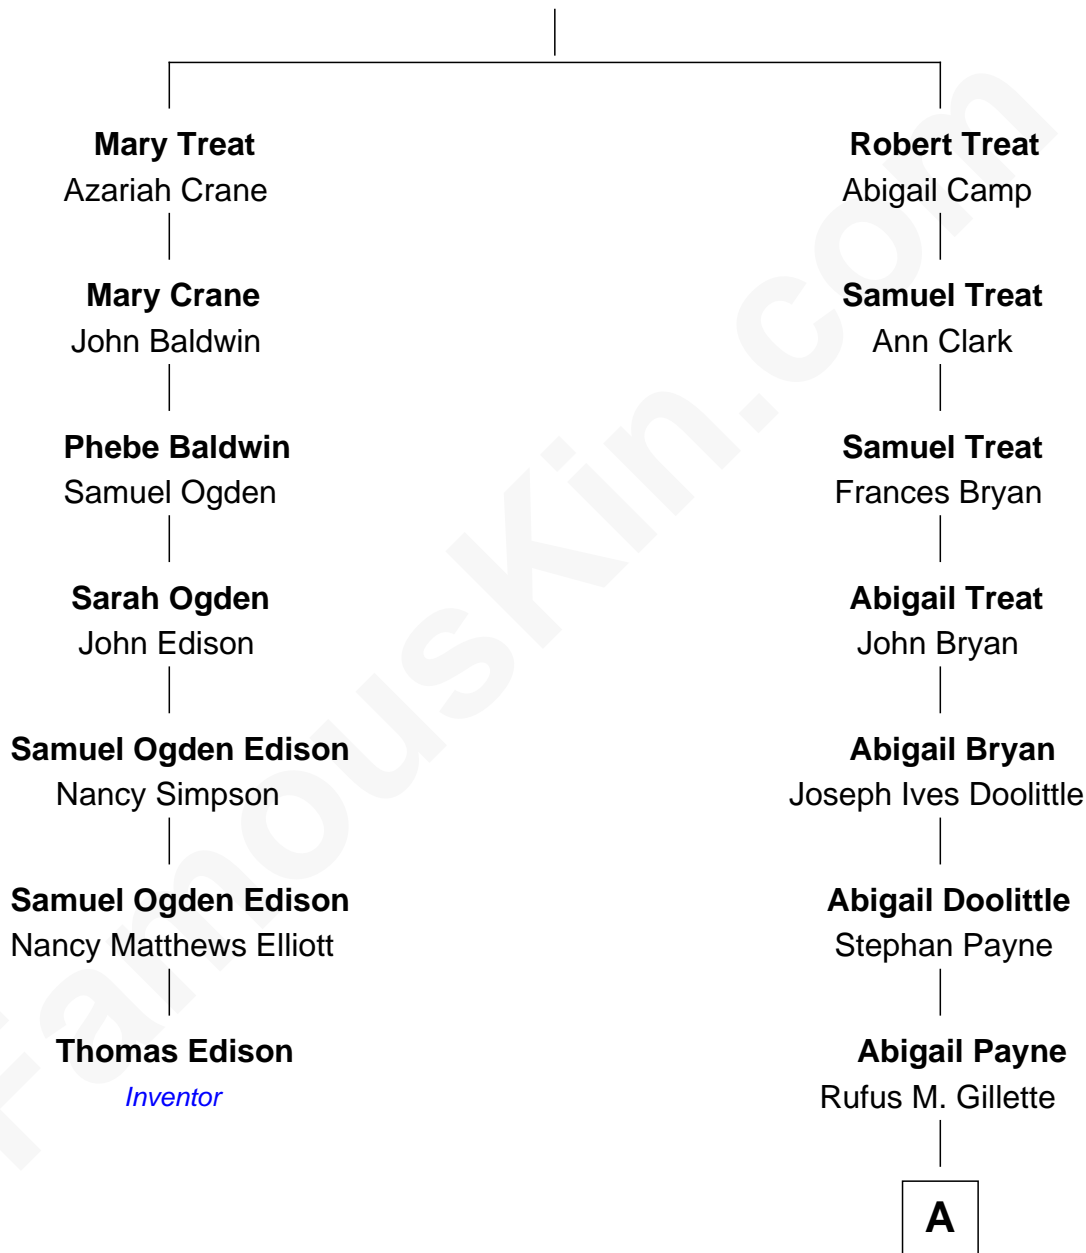 Mary Treat
Azariah Crane
Mary Crane
John Baldwin
Phebe Baldwin
Samuel Ogden
Sarah Ogden
John Edison
Samuel Ogden Edison
Nancy Simpson
Samuel Ogden Edison
Nancy Matthews Elliott
Thomas Edison
Inventor
Robert Treat
Abigail Camp
Samuel Treat
Ann Clark
Samuel Treat
Frances Bryan
Abigail Treat
John Bryan
Abigail Bryan
Joseph Ives Doolittle
Abigail Doolittle
Stephan Payne
Abigail Payne
Rufus M. Gillette
A
FamousKin.com